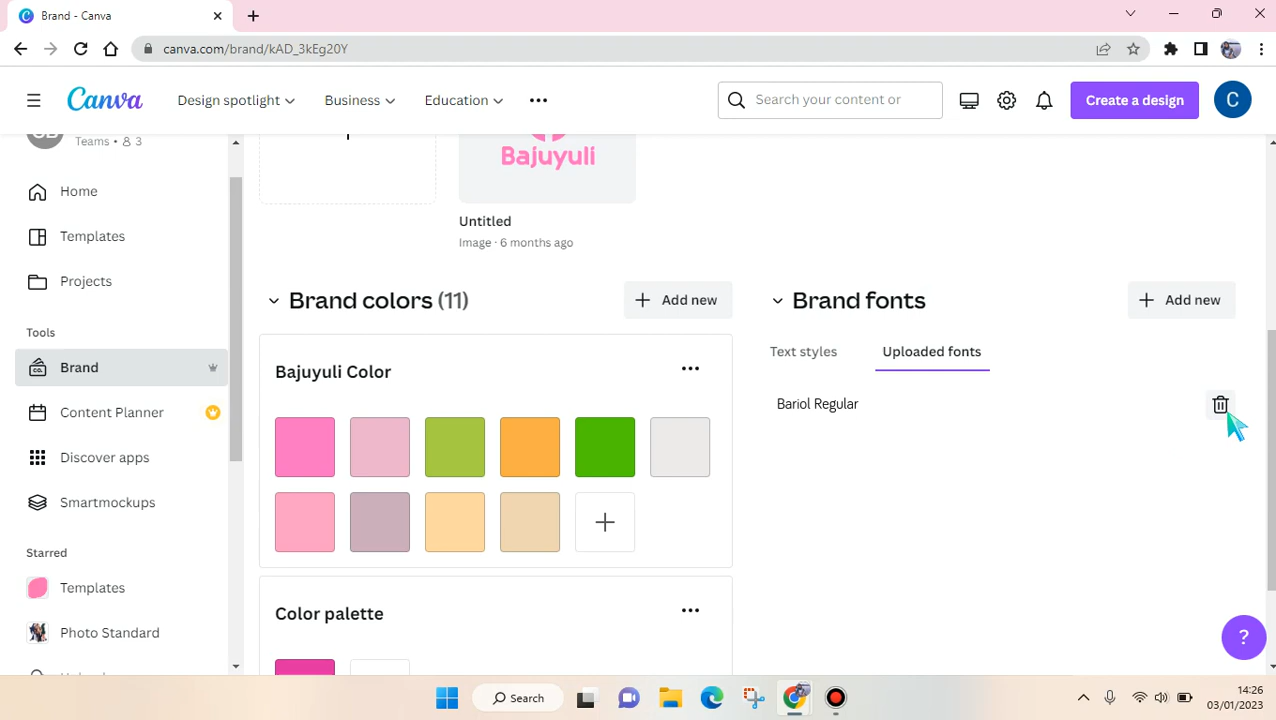 Brand - Canva
canva.com/brand/kAD_3kEg20Y
Canva
Design spotlight
Business
Education
Search your content or
Create a design
C
Teams · 3
Home
Templates
Projects
Tools
Brand
Content Planner
Discover apps
Smartmockups
Starred
Templates
Photo Standard
Bajuyuli
Untitled
Image · 6 months ago
Brand colors (11)
+ Add new
Bajuyuli Color
Color palette
Brand fonts
+ Add new
Text styles
Uploaded fonts
Bariol Regular
?
Search
14:26
03/01/2023